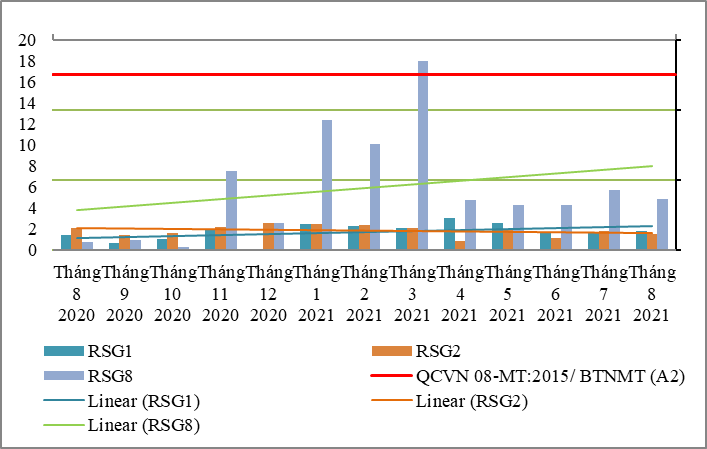 20
18
16
14
12
10
8
6
4
2
0
Tháng 8 2020
Tháng 9 2020
Tháng 10 2020
Tháng 11 2020
Tháng 12 2020
Tháng 1 2021
Tháng 2 2021
Tháng 3 2021
Tháng 4 2021
Tháng 5 2021
Tháng 6 2021
Tháng 7 2021
Tháng 8 2021
RSG1
RSG2
RSG8
QCVN 08-MT:2015/ BTNMT (A2)
Linear (RSG1)
Linear (RSG2)
Linear (RSG8)